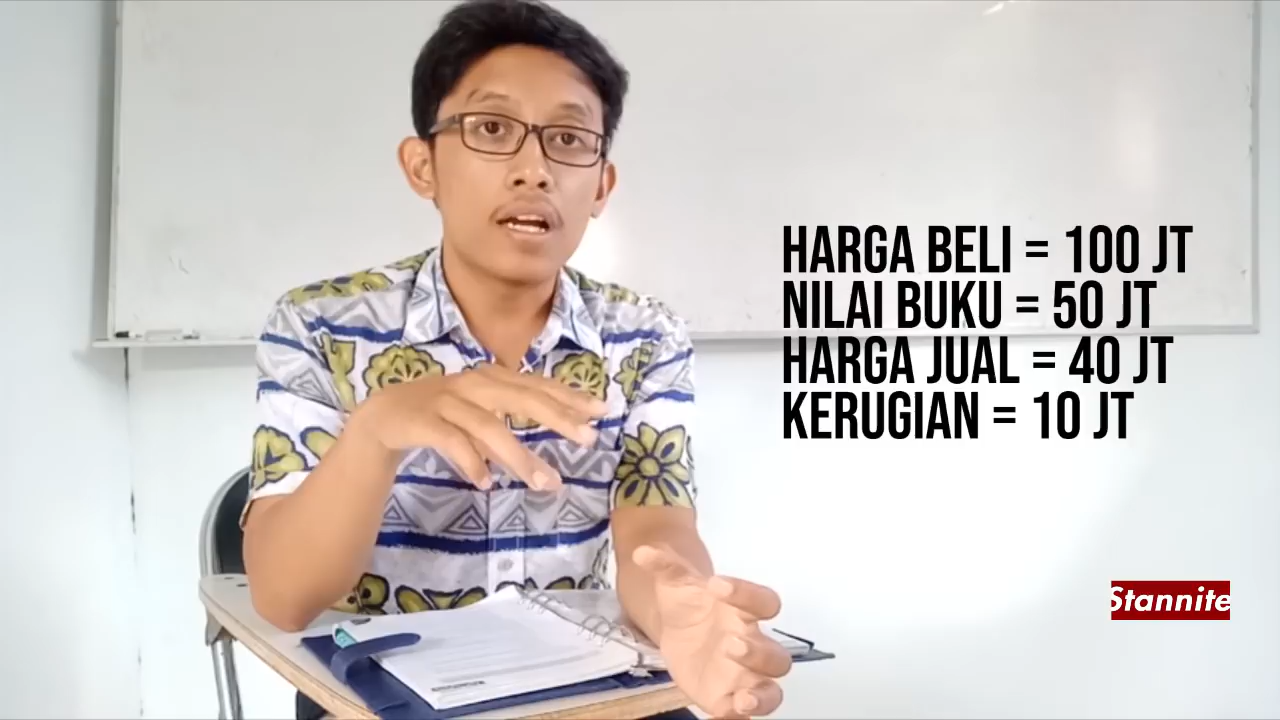 HARGA BELI = 100 JT
NILAI BUKU = 50 JT
HARGA JUAL = 40 JT
KERUGIAN = 10 JT
Stannite